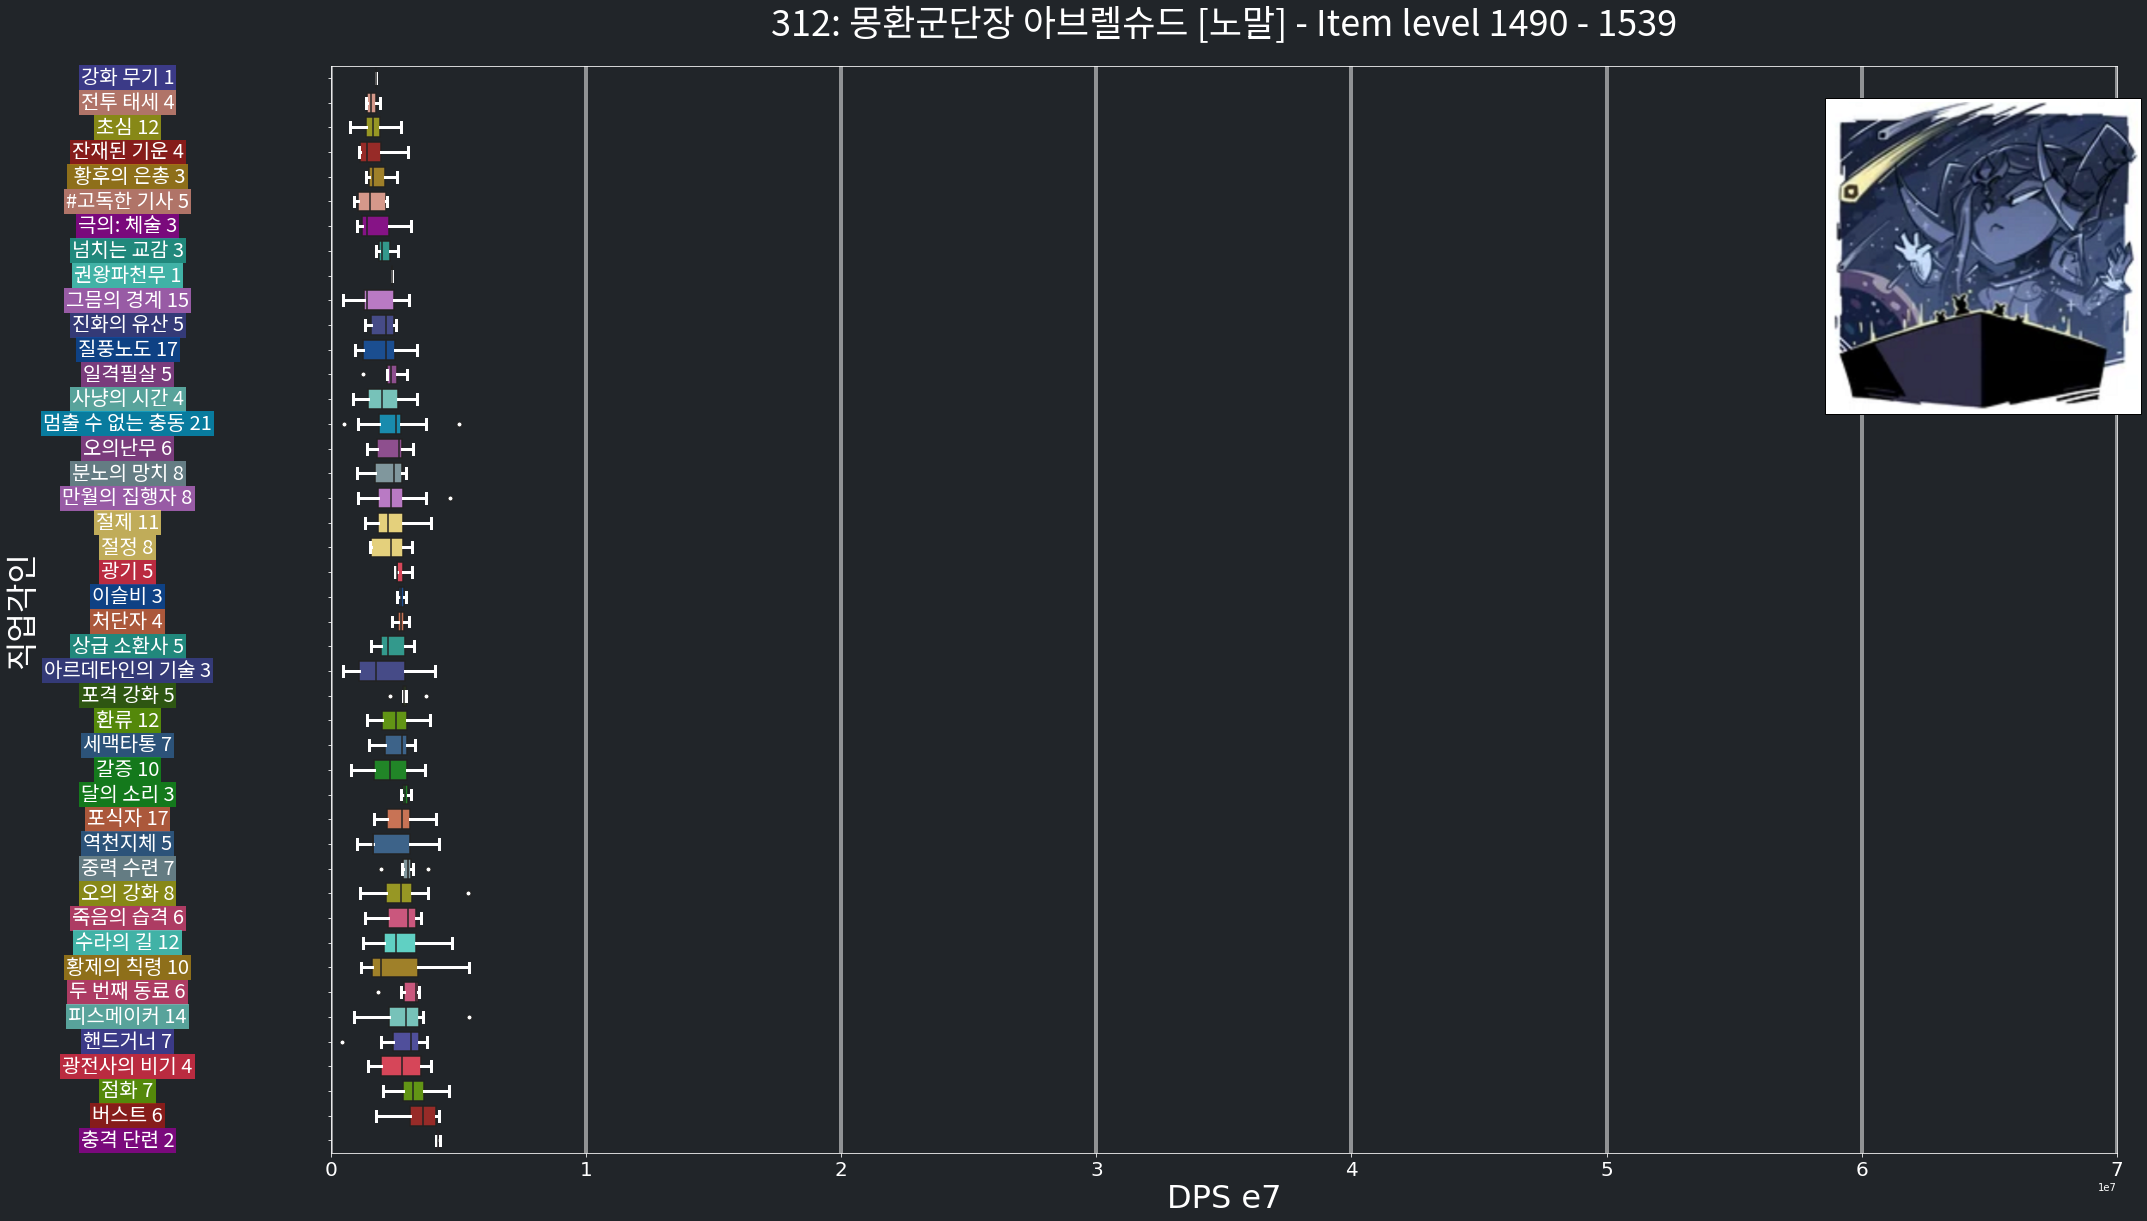 312: 몽환군단장 아브렐슈드 [노말] - Item level 1490 - 1539
직업각인
강화 무기 1
전투 태세 4
초심 12
잔재된 기운 4
황후의 은총 3
#고독한 기사 5
극의: 체술 3
넘치는 교감 3
권왕파천무 1
그믐의 경계 15
진화의 유산 5
질풍노도 17
일격필살 5
사냥의 시간 4
멈출 수 없는 충동 21
오의난무 6
분노의 망치 8
만월의 집행자 8
절제 11
절정 8
광기 5
이슬비 3
처단자 4
상급 소환사 5
아르데타인의 기술 3
포격 강화 5
환류 12
세맥타통 7
갈증 10
달의 소리 3
포식자 17
역천지체 5
중력 수련 7
오의 강화 8
죽음의 습격 6
수라의 길 12
황제의 칙령 10
두 번째 동료 6
피스메이커 14
핸드거너 7
광전사의 비기 4
점화 7
버스트 6
충격 단련 2
0 1 2 3 4 5 6 7
1e7
DPS e7